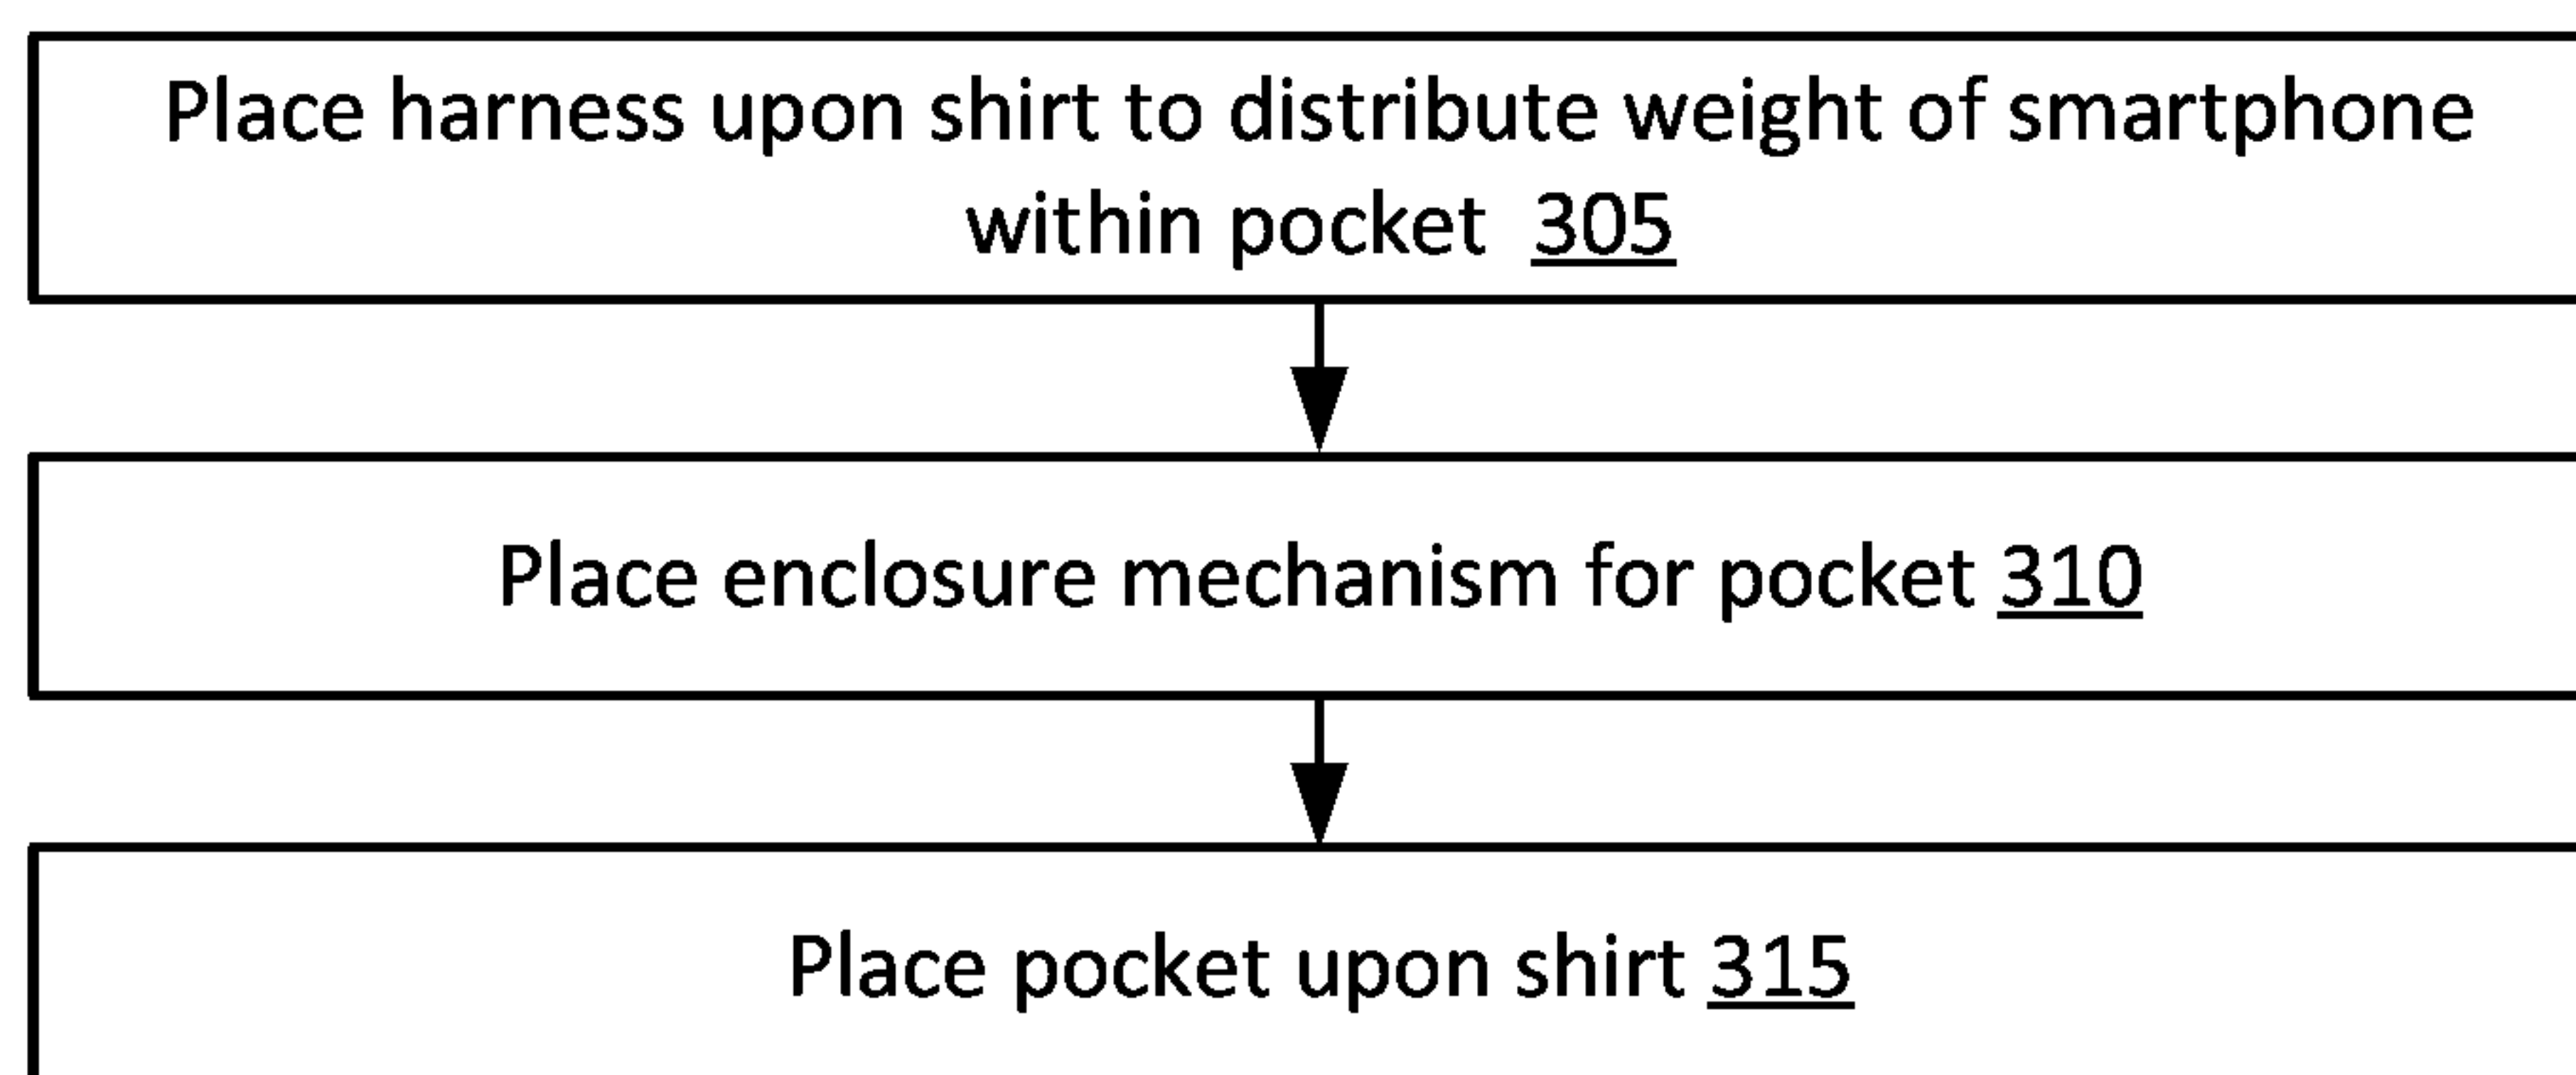 Place harness upon shirt to distribute weight of smartphone
within pocket 305
Place enclosure mechanism for pocket 310
Place pocket upon shirt 315